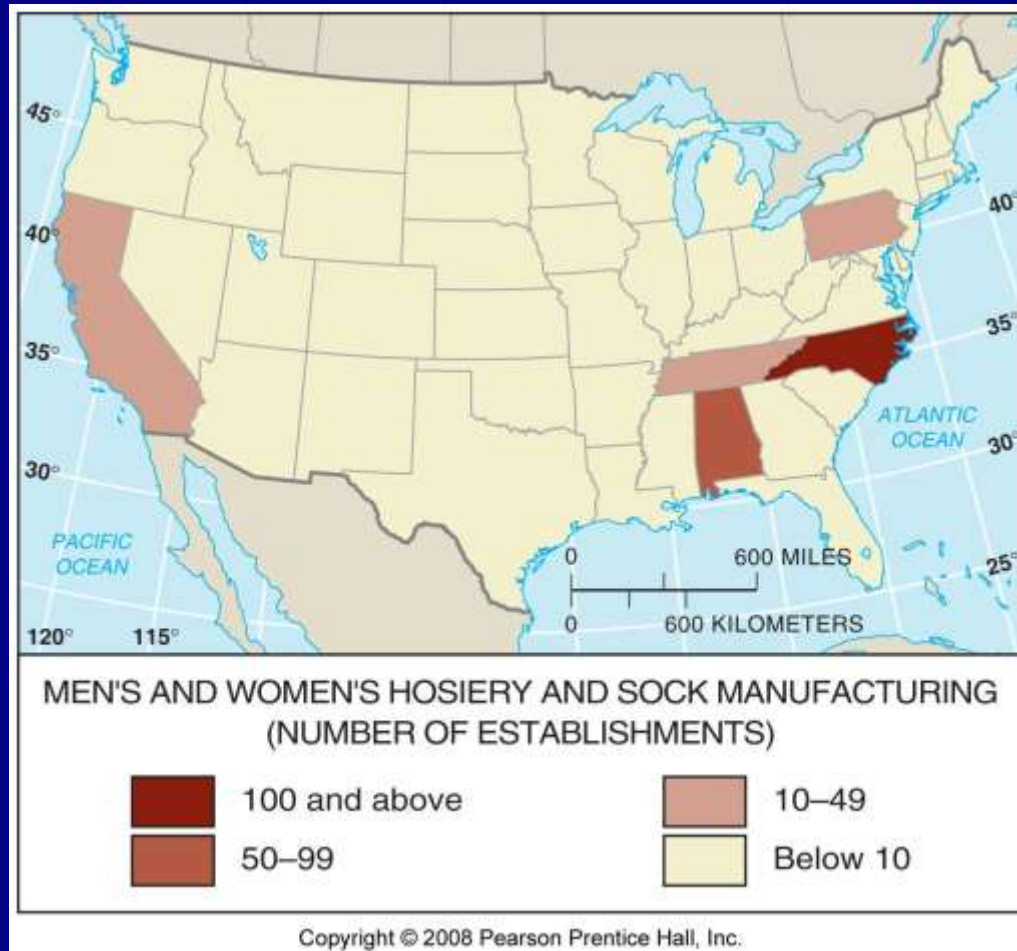 45°
40°
35°
30°
120°
115°
40°
35°
30°
25°
PACIFIC
OCEAN
ATLANTIC
OCEAN
0
600 MILES
0
600 KILOMETERS
MEN'S AND WOMEN'S HOSIERY AND SOCK MANUFACTURING
(NUMBER OF ESTABLISHMENTS)
100 and above
10–49
50–99
Below 10
Copyright © 2008 Pearson Prentice Hall, Inc.